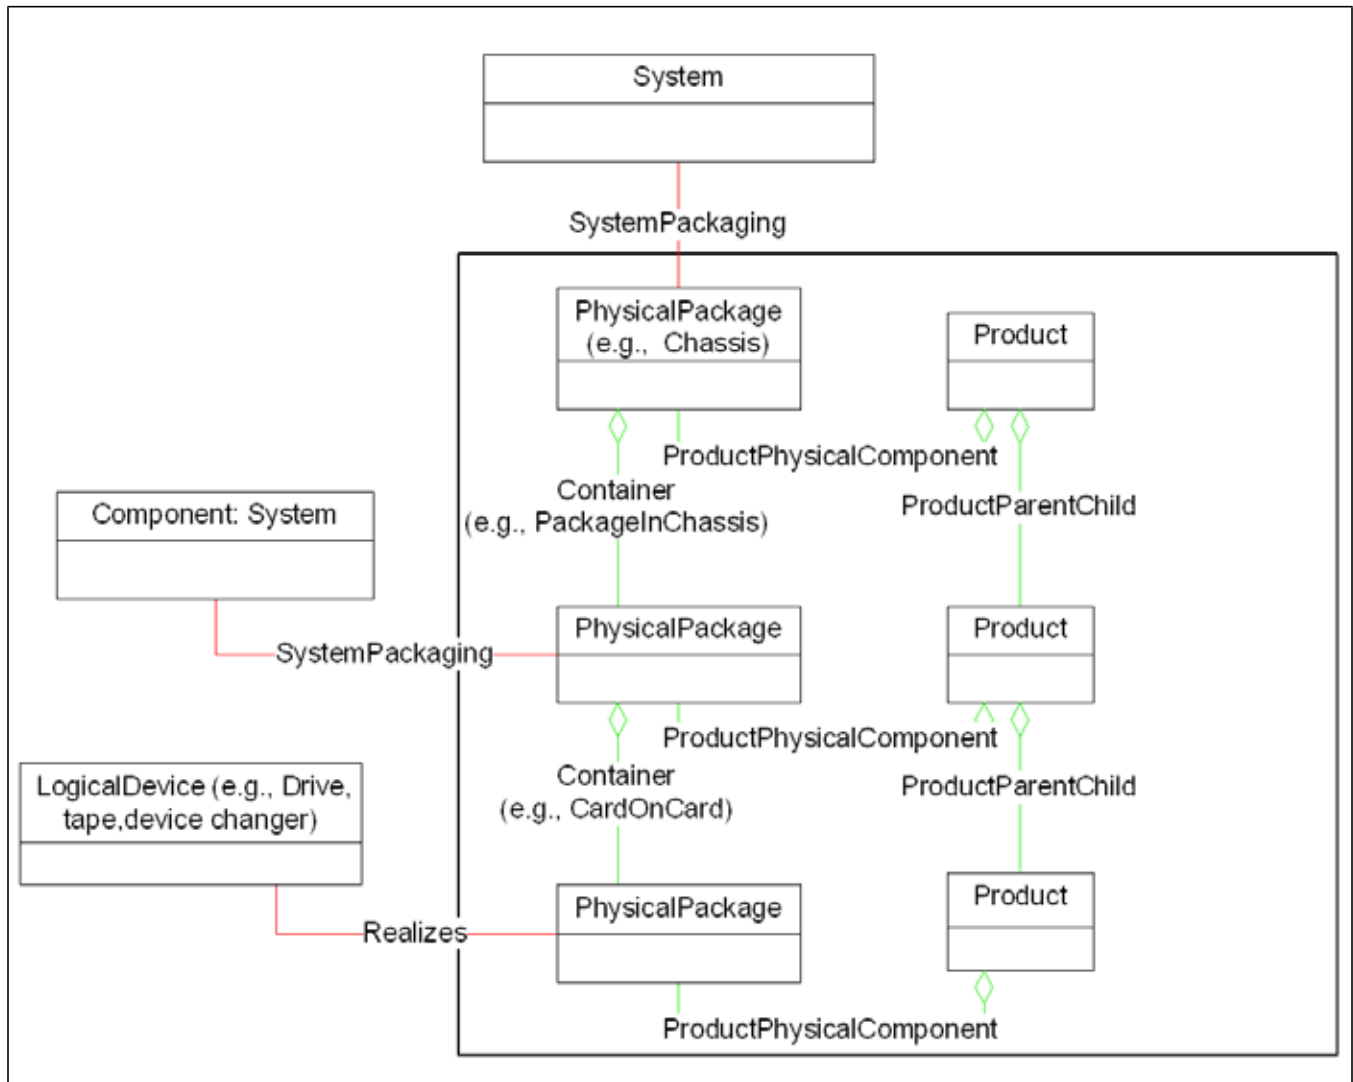 System
SystemPackaging
PhysicalPackage
(e.g., Chassis)
Product
ProductPhysicalComponent
Container
(e.g., PackageInChassis)
ProductParentChild
Component: System
PhysicalPackage
Product
SystemPackaging
ProductPhysicalComponent
Container
(e.g., CardOnCard)
ProductParentChild
LogicalDevice (e.g., Drive,
tape,device changer)
PhysicalPackage
Product
Realizes
ProductPhysicalComponent